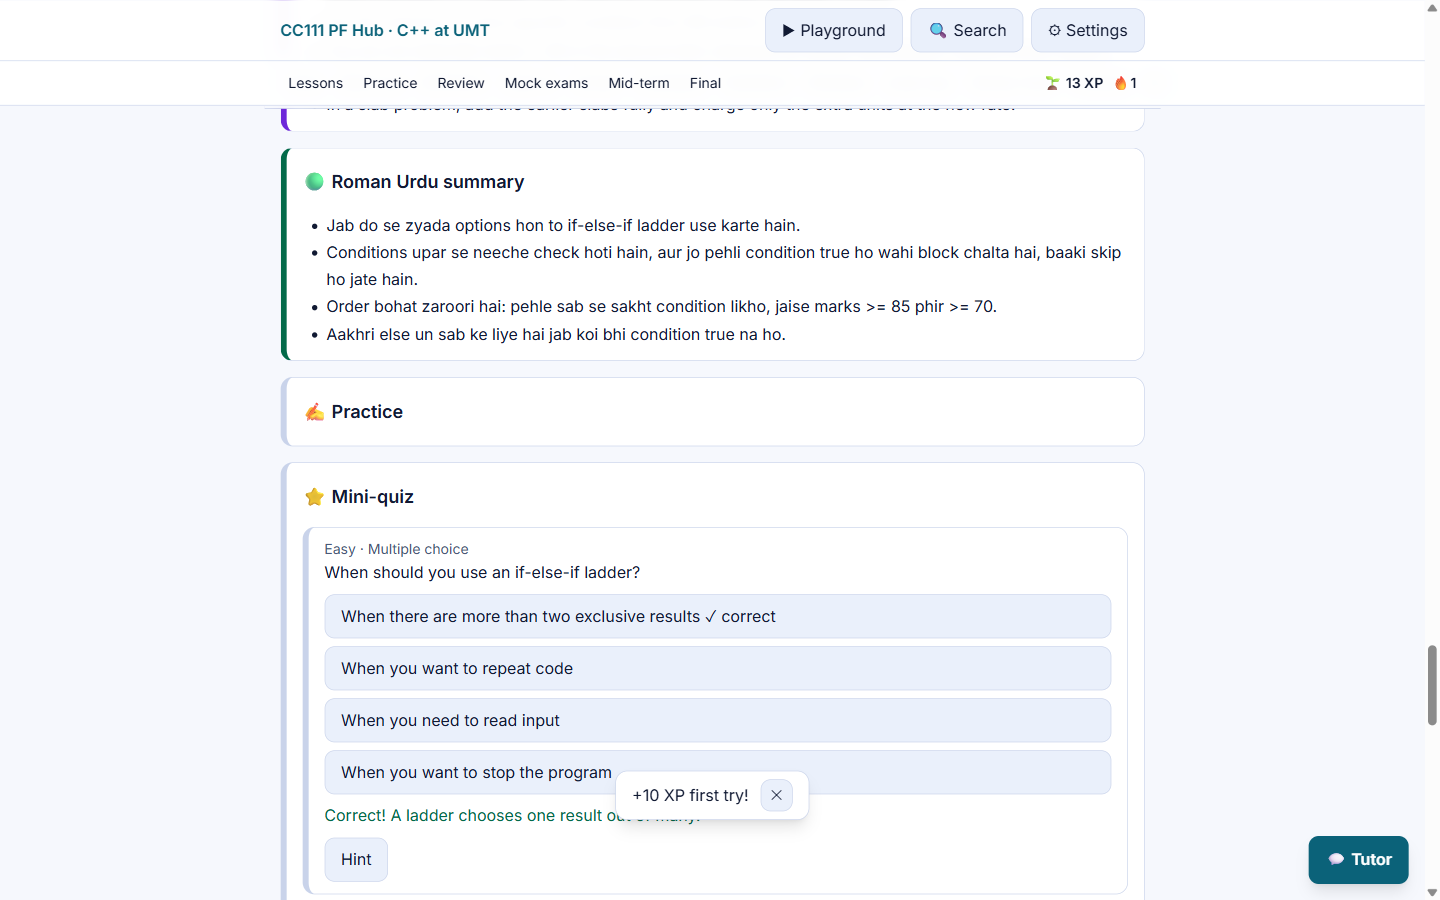 CC111 PF Hub · C++ at UMT
▶ Playground
Search
Settings
Lessons
Practice
Review
Mock exams
Mid-term
Final
13 XP
1
Roman Urdu summary
• Jab do se zyada options hon to if-else-if ladder use karte hain.
• Conditions upar se neeche check hoti hain, aur jo pehli condition true ho wahi block chalta hai, baaki skip
ho jate hain.
• Order bohat zaroori hai: pehle sab se sakht condition likho, jaise marks >= 85 phir >= 70.
• Aakhri else un sab ke liye hai jab koi bhi condition true na ho.
Practice
Mini-quiz
Easy · Multiple choice
When should you use an if-else-if ladder?
When there are more than two exclusive results ✓ correct
When you want to repeat code
When you need to read input
When you want to stop the program
+10 XP first try!
Correct! A ladder chooses one result
Hint
Tutor